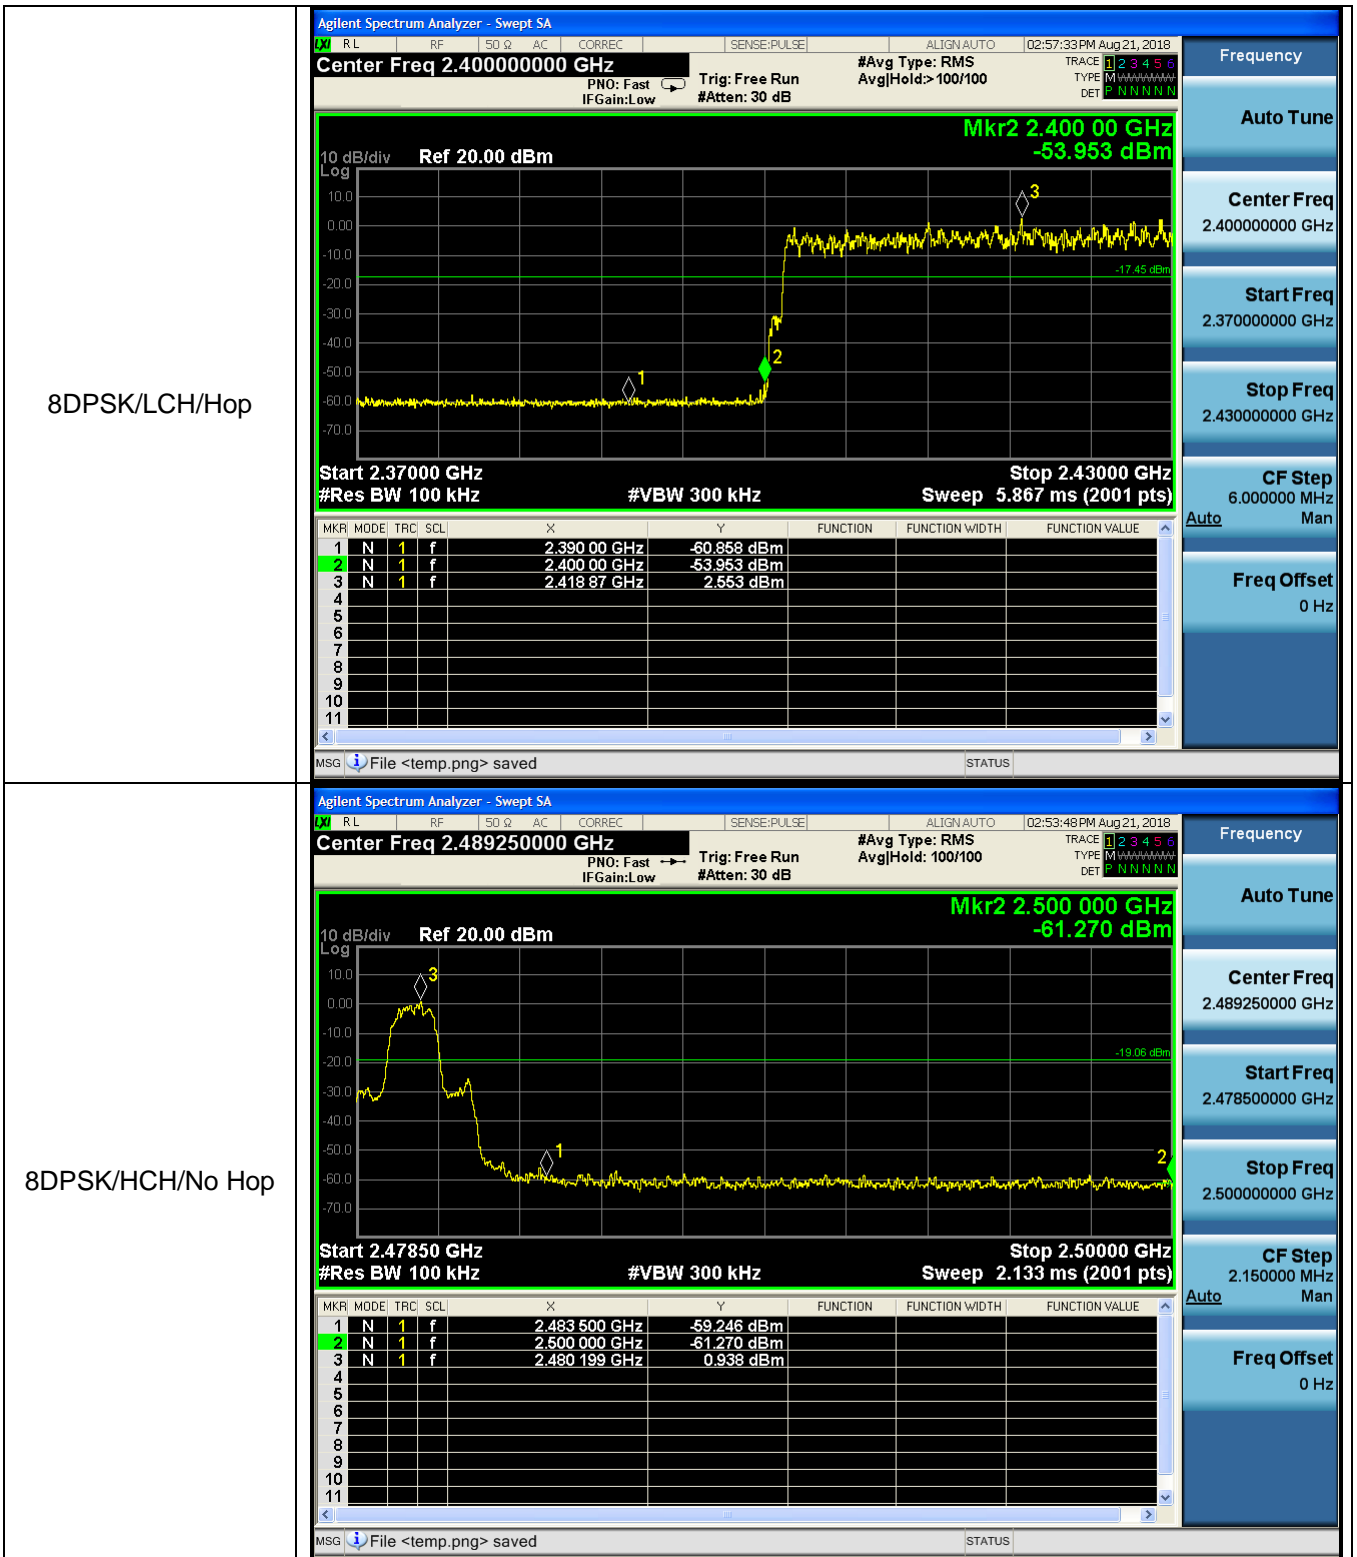 8DPSK/LCH/Hop
Agilent Spectrum Analyzer - Swept SA
LXI RL RF 50 Ω AC CORREC SENSE:PULSE ALIGN AUTO 02:57:33 PM Aug 21, 2018
Center Freq 2.400000000 GHz
PNO: Fast
IFGain:Low
Trig: Free Run
#Atten: 30 dB
#Avg Type: RMS
Avg|Hold:>100/100
TRACE 1 2 3 4 5 6
TYPE M WWWWW
DET P N N N N N
Mkr2 2.400 00 GHz
-53.953 dBm
10 dB/div Ref 20.00 dBm
Log
10.0
0.00
-10.0
-20.0
-30.0
-40.0
-50.0
-60.0
-70.0
-17.45 dBm
1
2
3
Start 2.37000 GHz Stop 2.43000 GHz
#Res BW 100 kHz #VBW 300 kHz Sweep 5.867 ms (2001 pts)
MKR MODE TRC SCL X Y FUNCTION FUNCTION WIDTH FUNCTION VALUE
1 N 1 f 2.390 00 GHz -60.858 dBm
2 N 1 f 2.400 00 GHz -53.953 dBm
3 N 1 f 2.418 87 GHz 2.553 dBm
4
5
6
7
8
9
10
11
MSG File <temp.png> saved STATUS
Frequency
Auto Tune
Center Freq
2.400000000 GHz
Start Freq
2.370000000 GHz
Stop Freq
2.430000000 GHz
CF Step
6.000000 MHz
Auto Man
Freq Offset
0 Hz
8DPSK/HCH/No Hop
Agilent Spectrum Analyzer - Swept SA
LXI RL RF 50 Ω AC CORREC SENSE:PULSE ALIGN AUTO 02:53:48 PM Aug 21, 2018
Center Freq 2.489250000 GHz
PNO: Fast
IFGain:Low
Trig: Free Run
#Atten: 30 dB
#Avg Type: RMS
Avg|Hold: 100/100
TRACE 1 2 3 4 5 6
TYPE M WWWWW
DET P N N N N N
Mkr2 2.500 000 GHz
-61.270 dBm
10 dB/div Ref 20.00 dBm
Log
10.0
0.00
-10.0
-20.0
-30.0
-40.0
-50.0
-60.0
-70.0
-19.06 dBm
3
1
2
Start 2.47850 GHz Stop 2.50000 GHz
#Res BW 100 kHz #VBW 300 kHz Sweep 2.133 ms (2001 pts)
MKR MODE TRC SCL X Y FUNCTION FUNCTION WIDTH FUNCTION VALUE
1 N 1 f 2.483 500 GHz -59.246 dBm
2 N 1 f 2.500 000 GHz -61.270 dBm
3 N 1 f 2.480 199 GHz 0.938 dBm
4
5
6
7
8
9
10
11
MSG File <temp.png> saved STATUS
Frequency
Auto Tune
Center Freq
2.489250000 GHz
Start Freq
2.478500000 GHz
Stop Freq
2.500000000 GHz
CF Step
2.150000 MHz
Auto Man
Freq Offset
0 Hz